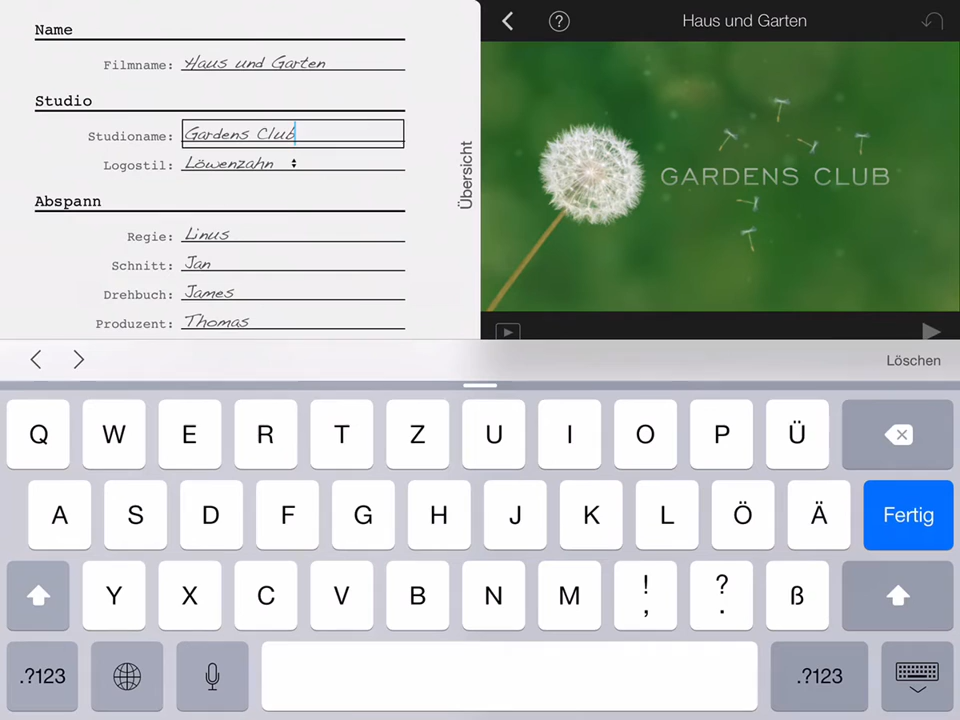 Name
Filmname: Haus und Garten
Studio
Studioname: Gardens Club
Logostil: Löwenzahn
Abspann
Regie: Linus
Schnitt: Jan
Drehbuch: James
Produzent: Thomas
Übersicht
Haus und Garten
GARDENS CLUB
Löschen
Q W E R T Z U I O P Ü
A S D F G H J K L Ö Ä Fertig
Y X C V B N M ! , ? . ß
.?123 .?123